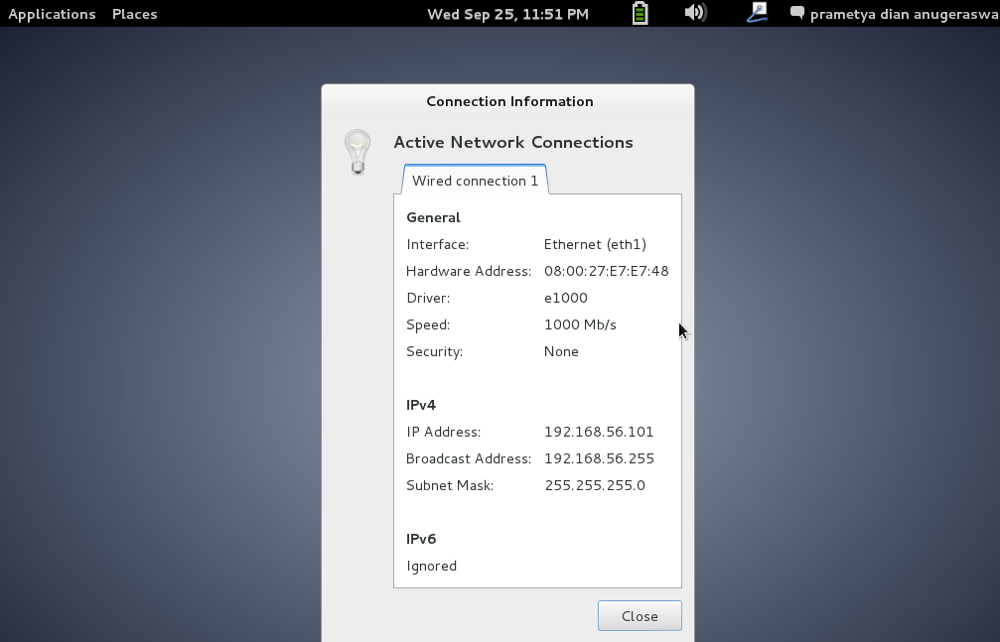 Applications Places Wed Sep 25, 11:51 PM prametya dian anugeraswa
Connection Information
Active Network Connections
Wired connection 1
General
Interface: Ethernet (eth1)
Hardware Address: 08:00:27:E7:E7:48
Driver: e1000
Speed: 1000 Mb/s
Security: None
IPv4
IP Address: 192.168.56.101
Broadcast Address: 192.168.56.255
Subnet Mask: 255.255.255.0
IPv6
Ignored
Close